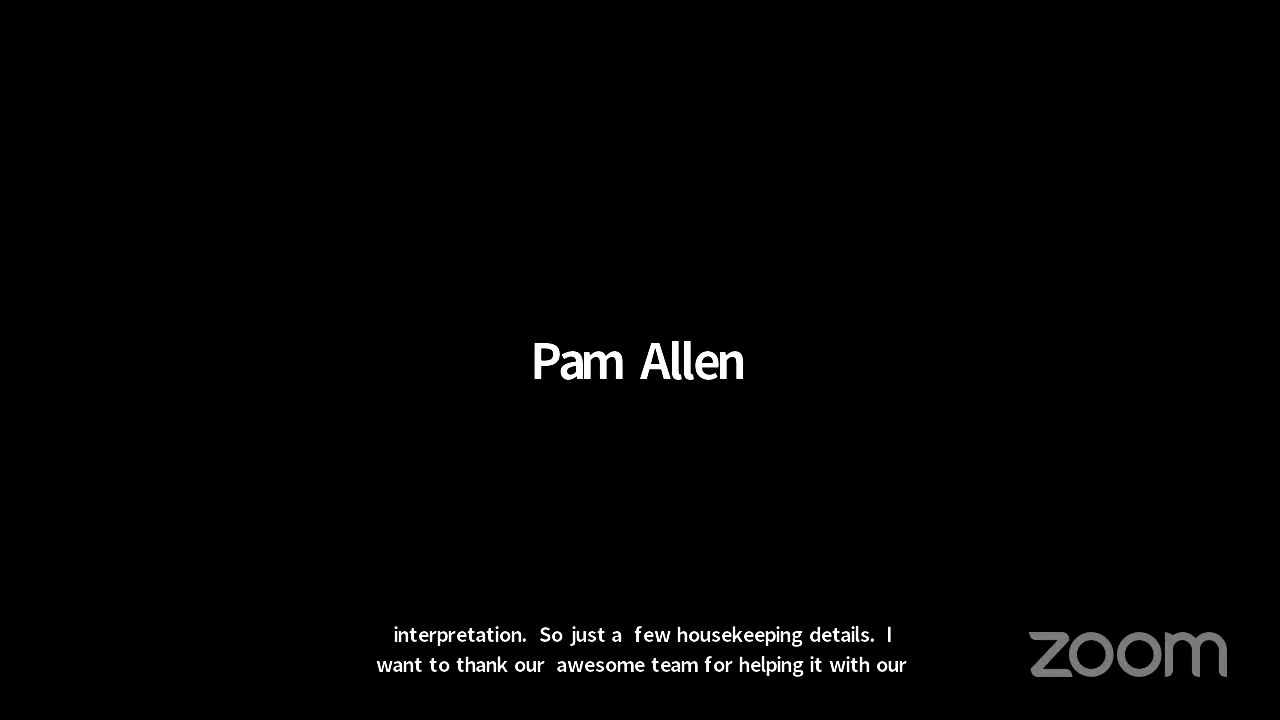 Pam Allen
interpretation. So just a few housekeeping details. I
want to thank our awesome team for helping it with our
zoom